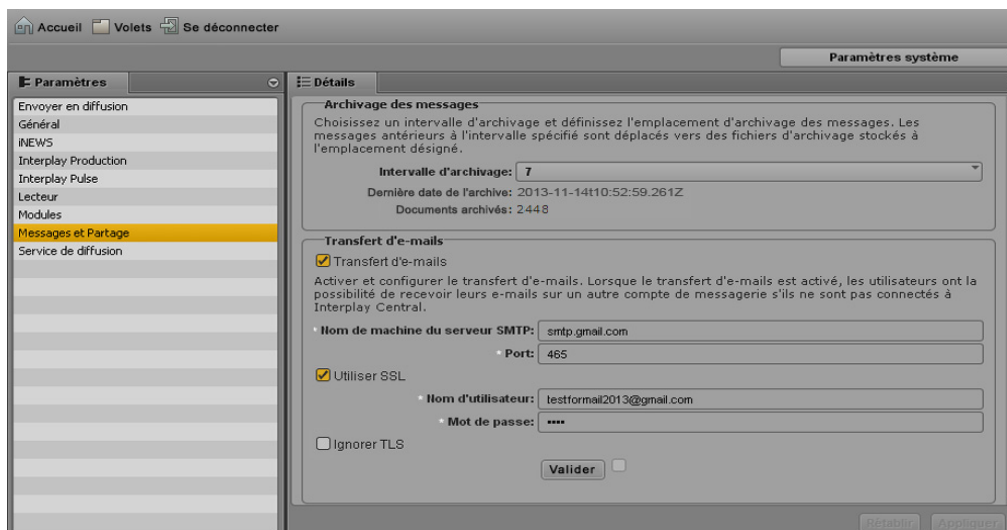 Accueil Volets Se déconnecter
Paramètres système
Paramètres
Envoyer en diffusion
Général
iNEWS
Interplay Production
Interplay Pulse
Lecteur
Modules
Messages et Partage
Service de diffusion
Détails
Archivage des messages
Choisissez un intervalle d'archivage et définissez l'emplacement d'archivage des messages. Les
messages antérieurs à l'intervalle spécifié sont déplacés vers des fichiers d'archivage stockés à
l'emplacement désigné.
Intervalle d'archivage: 7
Dernière date de l'archive: 2013-11-14t10:52:59.261Z
Documents archivés: 2448
Transfert d'e-mails
Transfert d'e-mails
Activer et configurer le transfert d'e-mails. Lorsque le transfert d'e-mails est activé, les utilisateurs ont la
possibilité de recevoir leurs e-mails sur un autre compte de messagerie s'ils ne sont pas connectés à
Interplay Central.
* Nom de machine du serveur SMTP: smtp.gmail.com
* Port: 465
Utiliser SSL
* Nom d'utilisateur: testformail2013@gmail.com
* Mot de passe: ••••
Ignorer TLS
Valider
Rétablir Appliquer